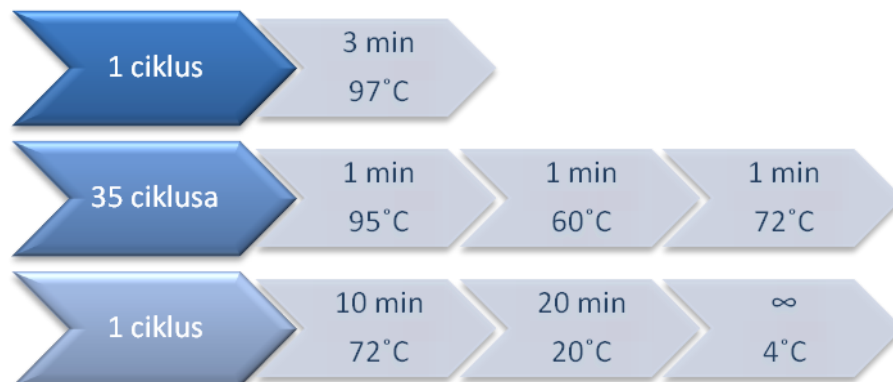 1 ciklus
3 min
97˚C
35 ciklusa
1 min
95˚C
1 min
60˚C
1 min
72˚C
1 ciklus
10 min
72˚C
20 min
20˚C
∞
4˚C